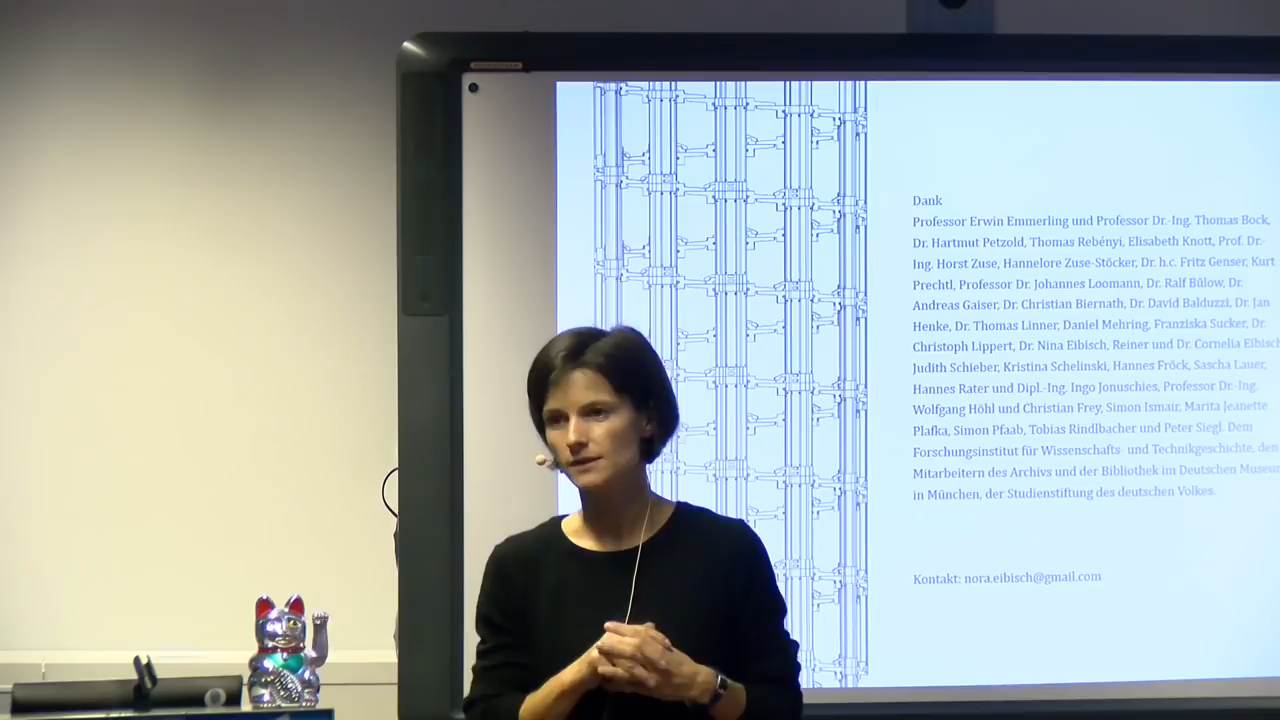 Dank
Professor Erwin Emmerling und Professor Dr.-Ing. Thomas Bock,
Dr. Hartmut Petzold, Thomas Rebényi, Elisabeth Knott, Prof. Dr.-
Ing. Horst Zuse, Hannelore Zuse-Stöcker, Dr. h.c. Fritz Genser, Kurt
Prechtl, Professor Dr. Johannes Loomann, Dr. Ralf Bülow, Dr.
Andreas Gaiser, Dr. Christian Biernath, Dr. David Balduzzi, Dr. Jan
Henke, Dr. Thomas Linner, Daniel Mehring, Franziska Sucker, Dr.
Christoph Lippert, Dr. Nina Eibisch, Reiner und Dr. Cornelia Eibisch
Judith Schieber, Kristina Schelinski, Hannes Fröck, Sascha Lauer,
Hannes Rater und Dipl.-Ing. Ingo Jonuschies, Professor Dr.-Ing.
Wolfgang Höhl und Christian Frey, Simon Ismair, Marita Jeanette
Plafka, Simon Pfaab, Tobias Rindlbacher und Peter Siegl. Dem
Forschungsinstitut für Wissenschafts- und Technikgeschichte, den
Mitarbeitern des Archivs und der Bibliothek im Deutschen Museum
in München, der Studienstiftung des deutschen Volkes.
Kontakt: nora.eibisch@gmail.com